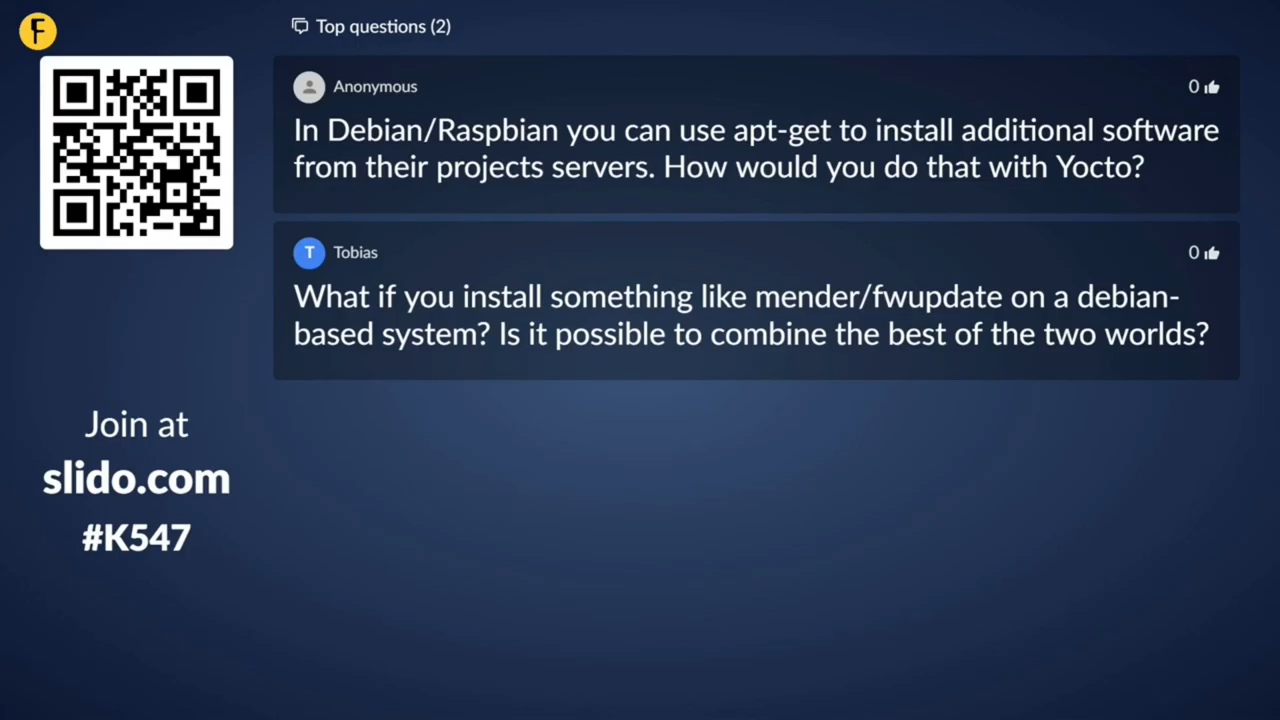 F
Top questions (2)
Anonymous
0
In Debian/Raspbian you can use apt-get to install additional software
from their projects servers. How would you do that with Yocto?
T
Tobias
0
What if you install something like mender/fwupdate on a debian-
based system? Is it possible to combine the best of the two worlds?
Join at
slido.com
#K547